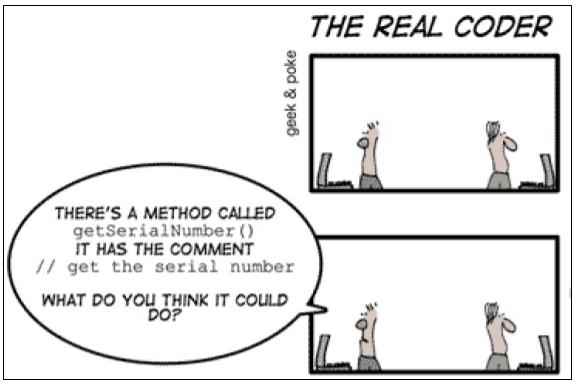 THE REAL CODER
geek & poke
THERE'S A METHOD CALLED
getSerialNumber()
IT HAS THE COMMENT
// get the serial number
WHAT DO YOU THINK IT COULD
DO?